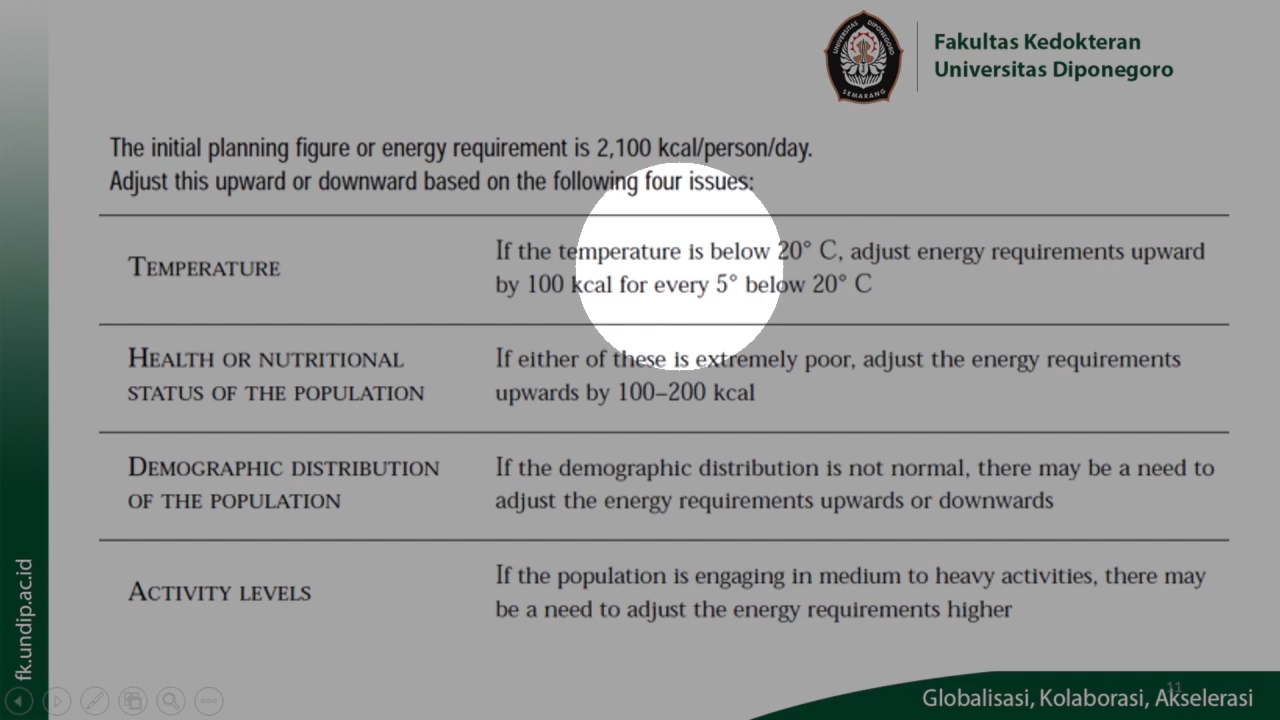 UNIVERSITAS DIPONEGORO
SEMARANG
Fakultas Kedokteran
Universitas Diponegoro
The initial planning figure or energy requirement is 2,100 kcal/person/day.
Adjust this upward or downward based on the following four issues:
TEMPERATURE
If the temperature is below 20° C, adjust energy requirements upward
by 100 kcal for every 5° below 20° C
HEALTH OR NUTRITIONAL
STATUS OF THE POPULATION
If either of these is extremely poor, adjust the energy requirements
upwards by 100–200 kcal
DEMOGRAPHIC DISTRIBUTION
OF THE POPULATION
If the demographic distribution is not normal, there may be a need to
adjust the energy requirements upwards or downwards
ACTIVITY LEVELS
If the population is engaging in medium to heavy activities, there may
be a need to adjust the energy requirements higher
fk.undip.ac.id
11
Globalisasi, Kolaborasi, Akselerasi